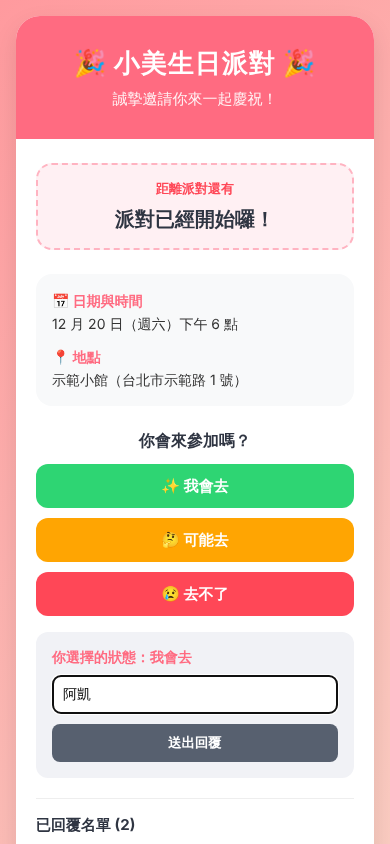 🎉 小美生日派對 🎉
誠摯邀請你來一起慶祝！
距離派對還有
派對已經開始囉！
📅 日期與時間
12 月 20 日（週六）下午 6 點
📍 地點
示範小館（台北市示範路 1 號）
你會來參加嗎？
✨ 我會去
🤔 可能去
😢 去不了
你選擇的狀態：我會去
阿凱
送出回覆
已回覆名單 (2)